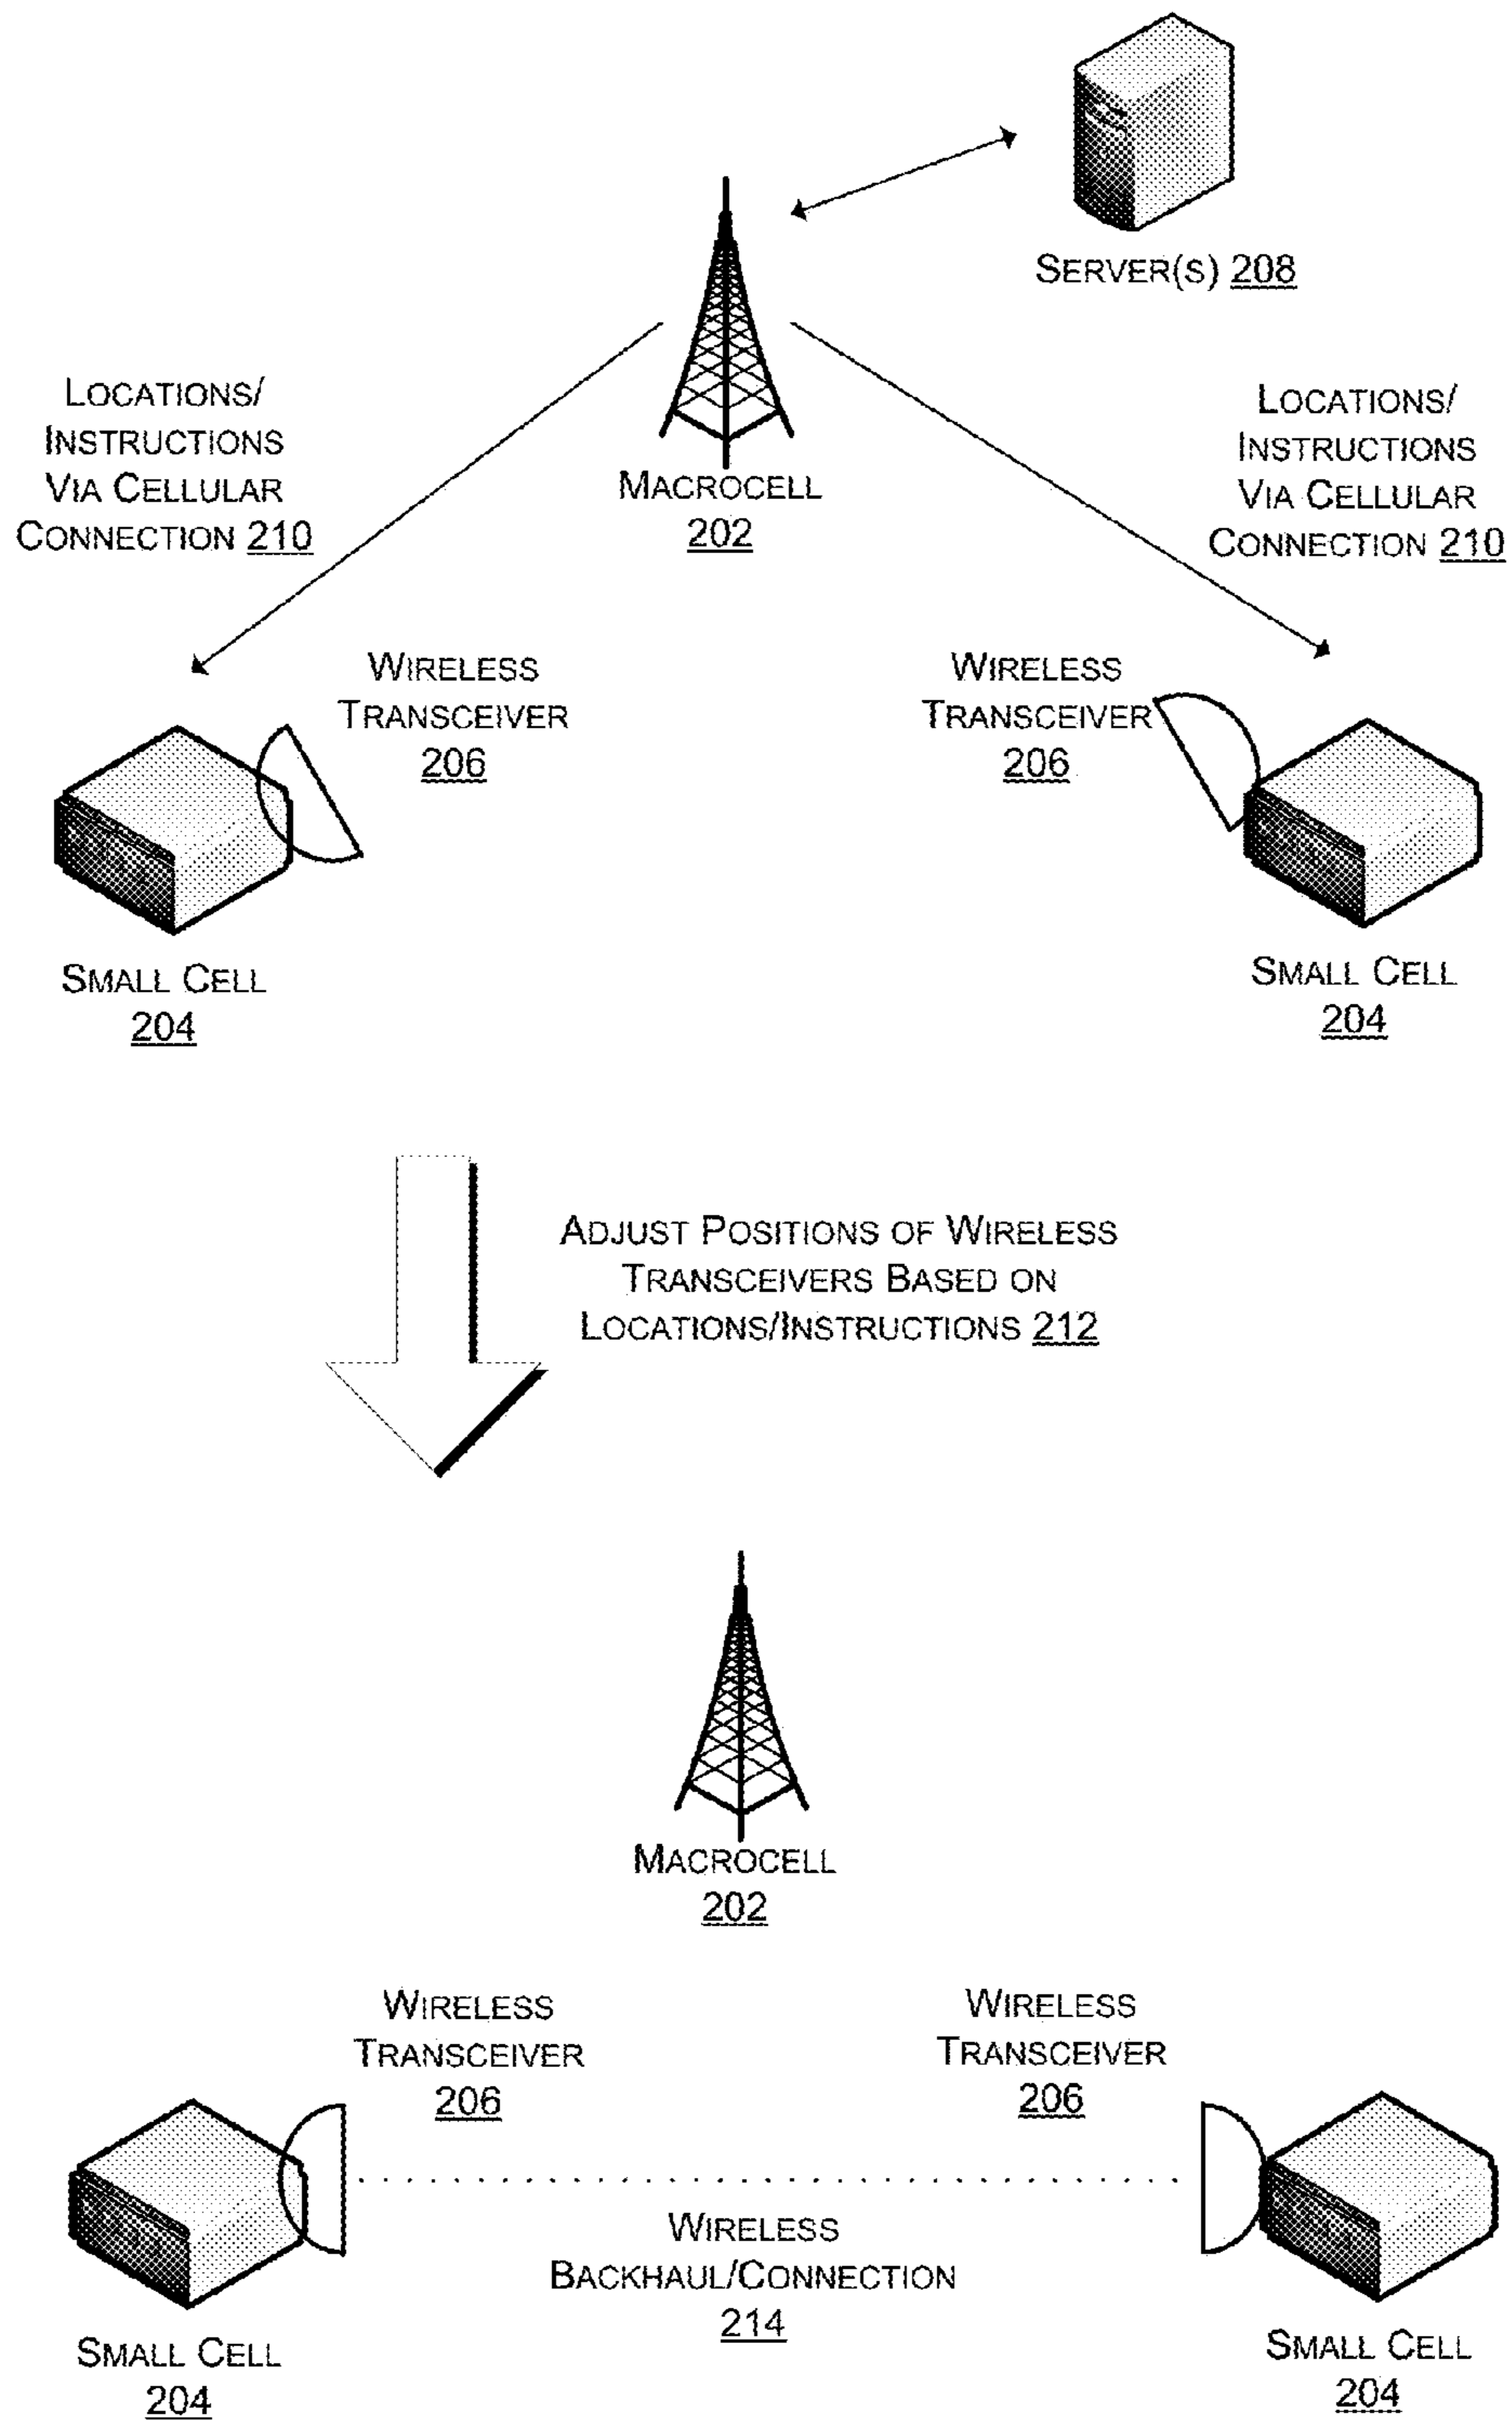 SERVER(S) 208
LOCATIONS/
INSTRUCTIONS
VIA CELLULAR
CONNECTION 210
MACROCELL
202
LOCATIONS/
INSTRUCTIONS
VIA CELLULAR
CONNECTION 210
WIRELESS
TRANSCEIVER
206
WIRELESS
TRANSCEIVER
206
SMALL CELL
204
SMALL CELL
204
ADJUST POSITIONS OF WIRELESS
TRANSCEIVERS BASED ON
LOCATIONS/INSTRUCTIONS 212
MACROCELL
202
WIRELESS
TRANSCEIVER
206
WIRELESS
TRANSCEIVER
206
WIRELESS
BACKHAUL/CONNECTION
214
SMALL CELL
204
SMALL CELL
204